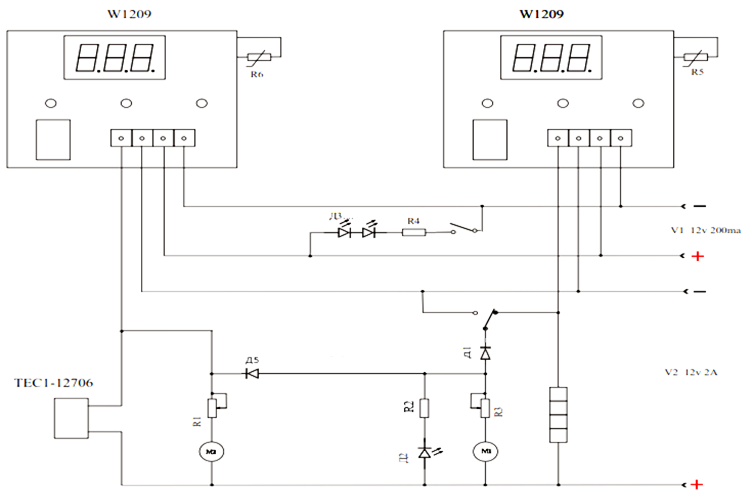 W1209
W1209
R6
R5
Д3
R4
V1 12v 200ma
Д1
Д5
V2 12v 2A
TEC1-12706
R1
R2
R3
M2
Д2
M1